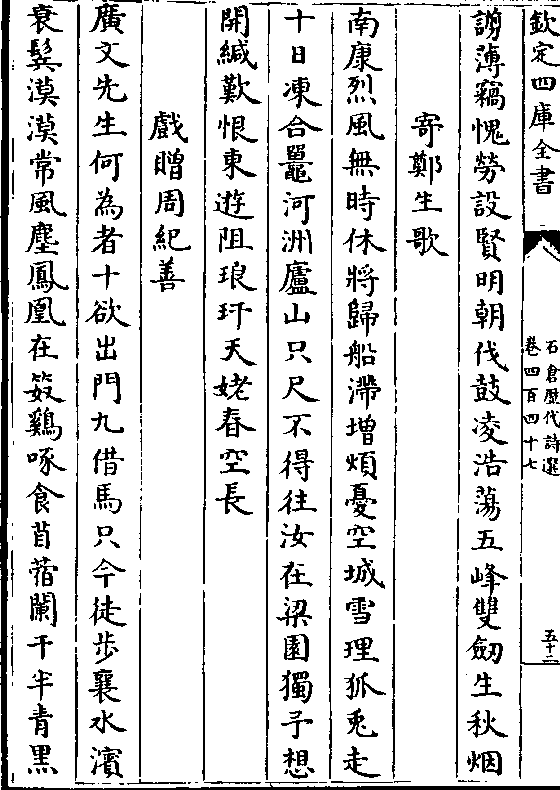 欽定四庫全書
石倉歷代詩選
卷四百四十七
五十二
謭薄竊愧勞設賢明朝伐鼓凌浩蕩五峰雙劒生秋烟
寄鄭生歌
南康烈風無時休將歸船滯增煩憂空城雪理狐兎走
十日凍合鼉河洲廬山只尺不得往汝在梁園獨予想
開緘歎恨東遊阻琅玕天姥春空長
戲贈周紀善
廣文先生何為者十欲出門九借馬只今徒步襄水濱
衰鬂漠漠常風塵鳳凰在笯鷄啄食苜蓿闌干半青黑